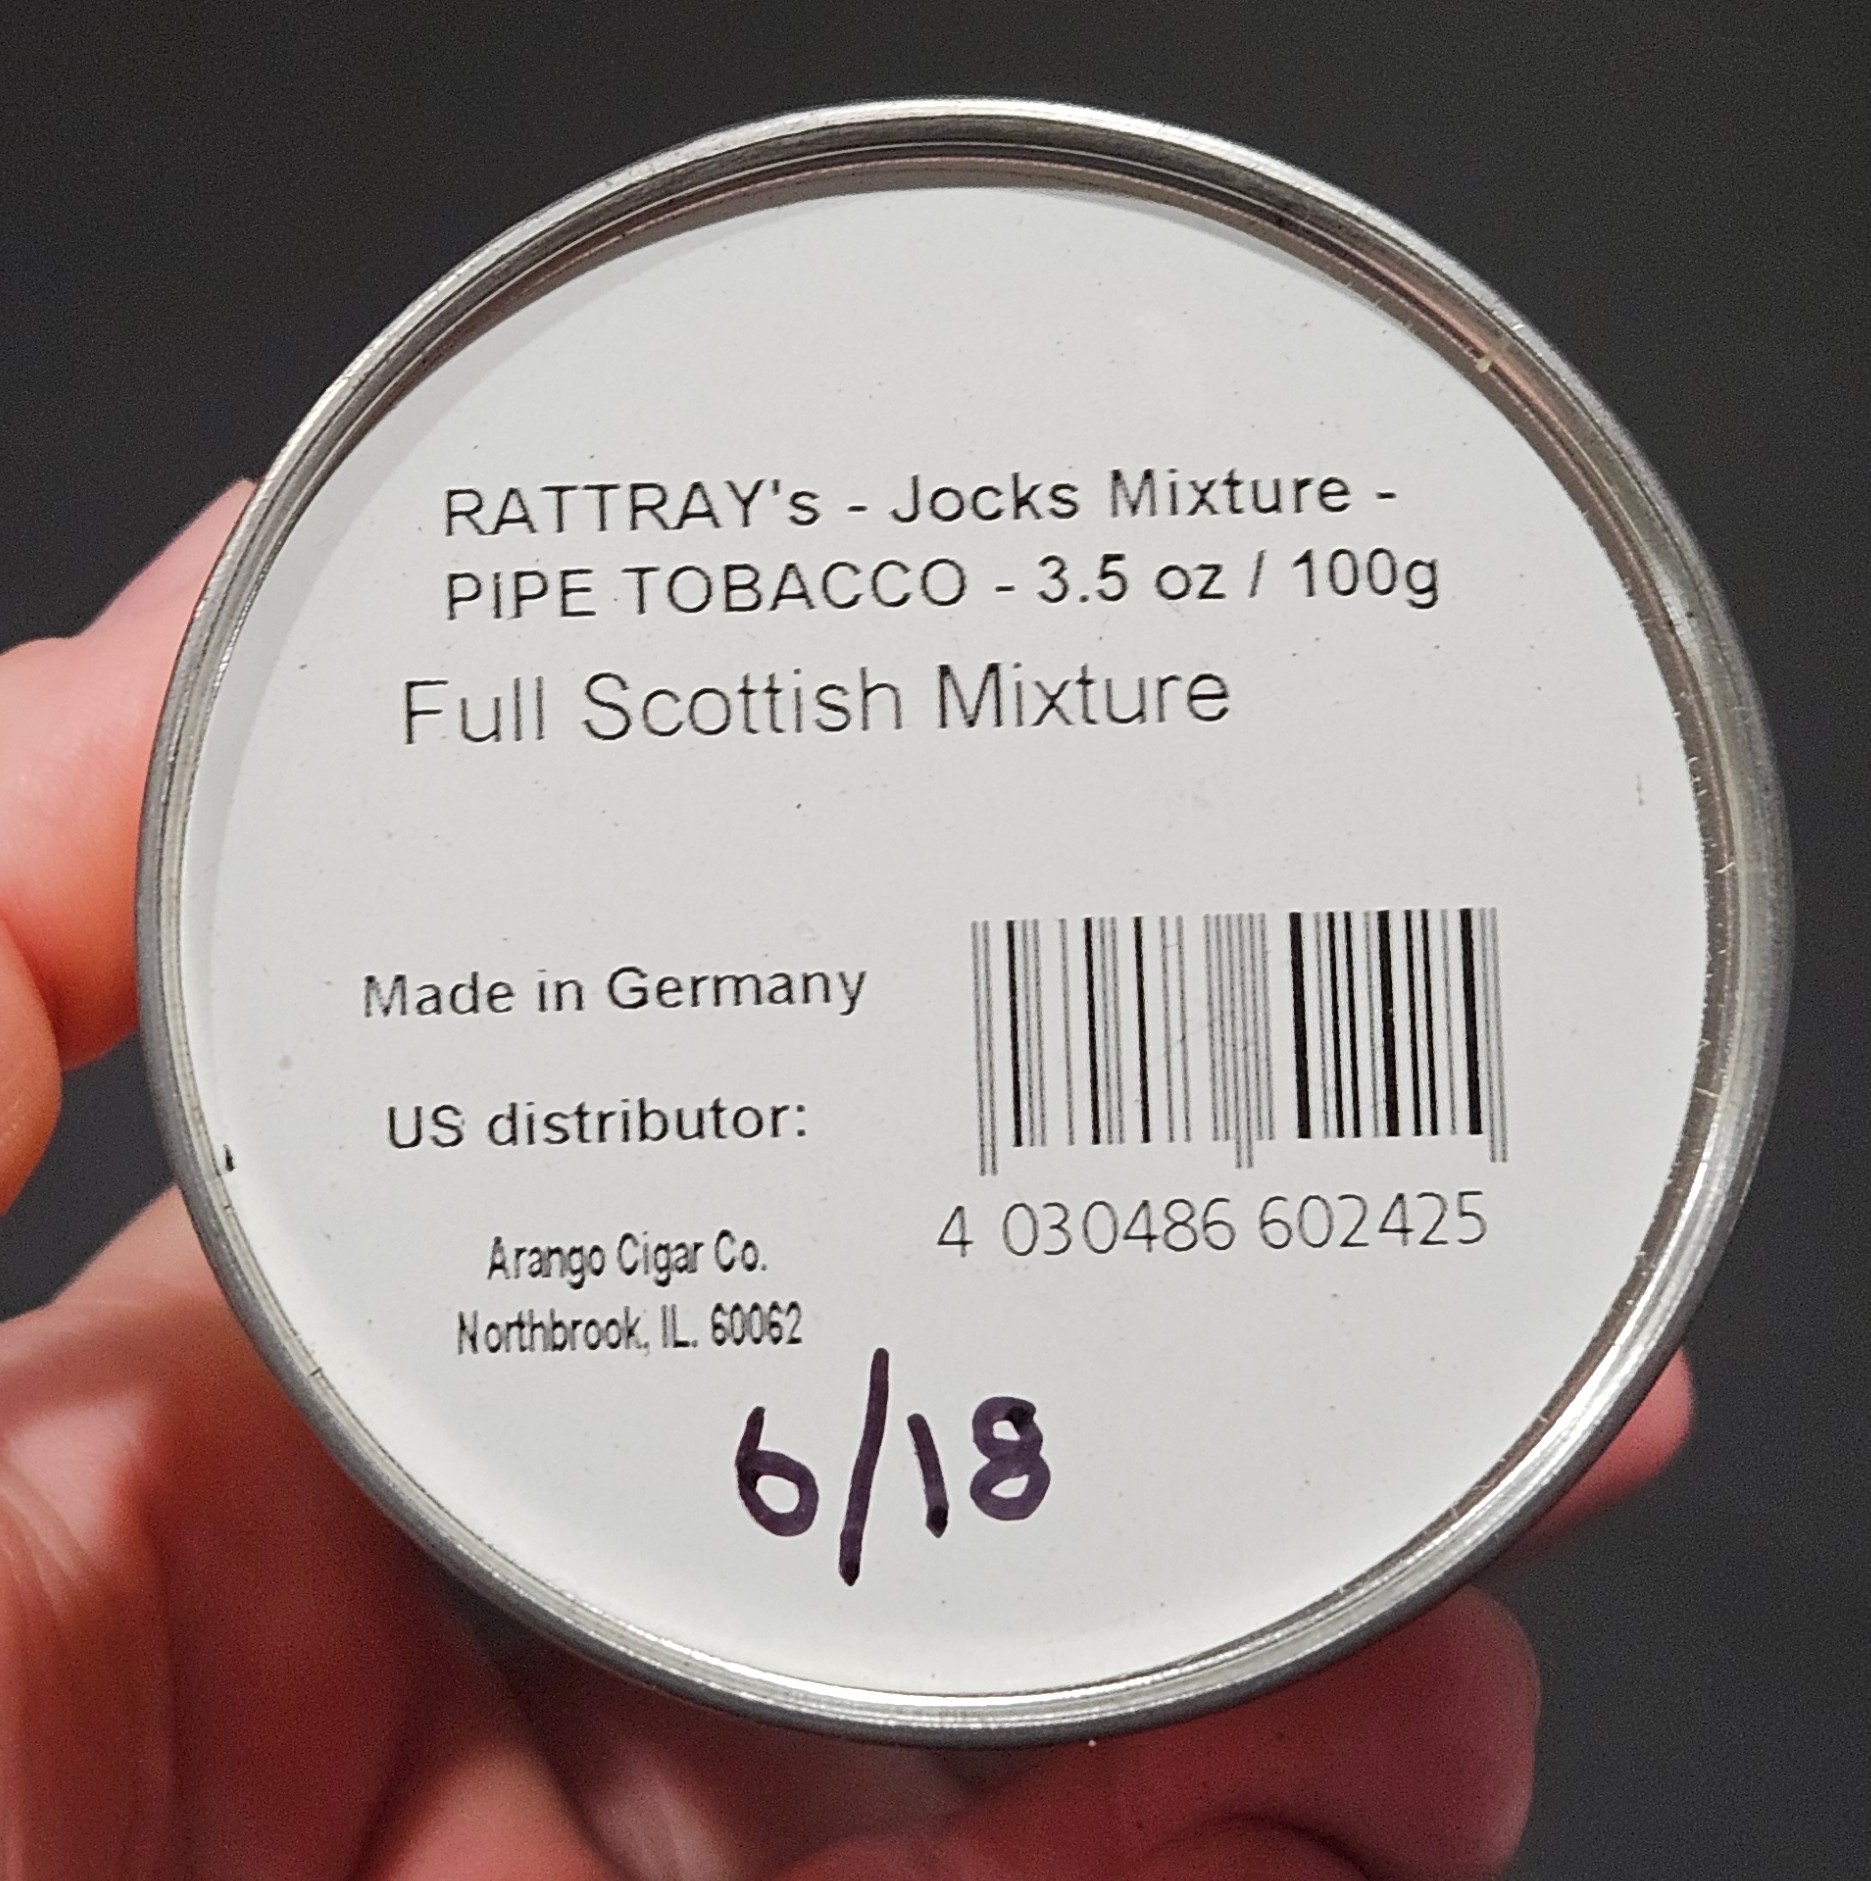 RATTRAY's - Jocks Mixture -
PIPE TOBACCO - 3.5 oz / 100g
Full Scottish Mixture
Made in Germany
US distributor:
Arango Cigar Co.
Northbrook, IL. 60062
4 030486 602425
6/18